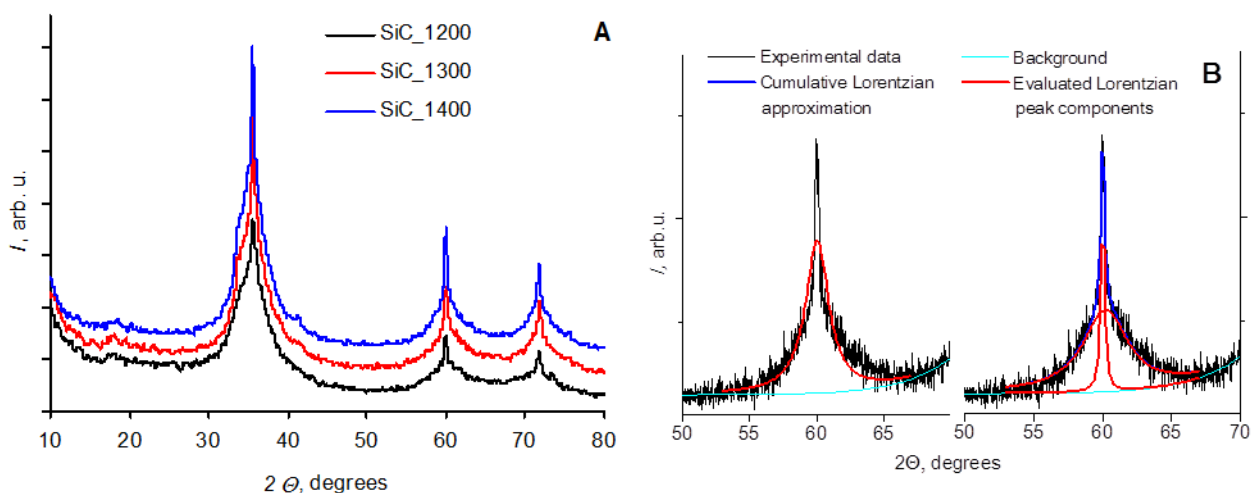 SiC_1200
SiC_1300
SiC_1400
A
I, arb. u.
10 20 30 40 50 60 70 80
2 Θ, degrees
Experimental data
Cumulative Lorentzian
approximation
Background
Evaluated Lorentzian
peak components
B
I, arb.u.
50 55 60 65 50 55 60 65 70
2Θ, degrees